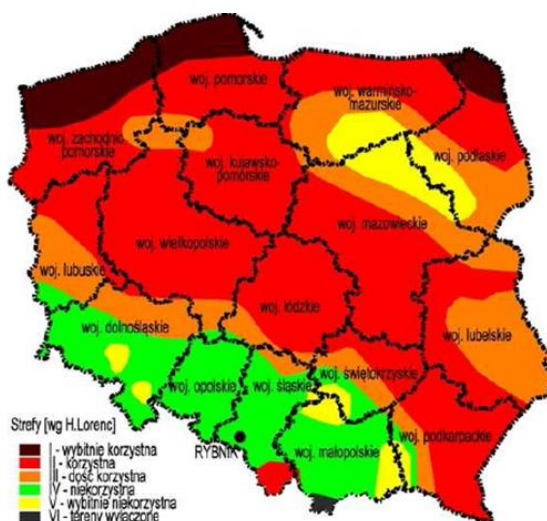 woj. pomorskie
woj. warmińsko-
mazurskie
woj. zachodnio
pomorskie
woj. kujawsko-
pomorskie
woj. podlaskie
woj. mazowieckie
woj. wielkopolskie
woj. lubuskie
woj. łódzkie
woj. dolnośląskie
woj. lubelskie
woj. opolskie
woj. śląskie
woj. świętokrzyskie
RYBNIK
woj. małopolskie
woj. podkarpackie
Strefy [wg H.Lorenc]
I - wybitnie korzystna
II - korzystna
III - dość korzystna
IV - niekorzystna
V - wybitnie niekorzystna
VI - tereny wyłączone